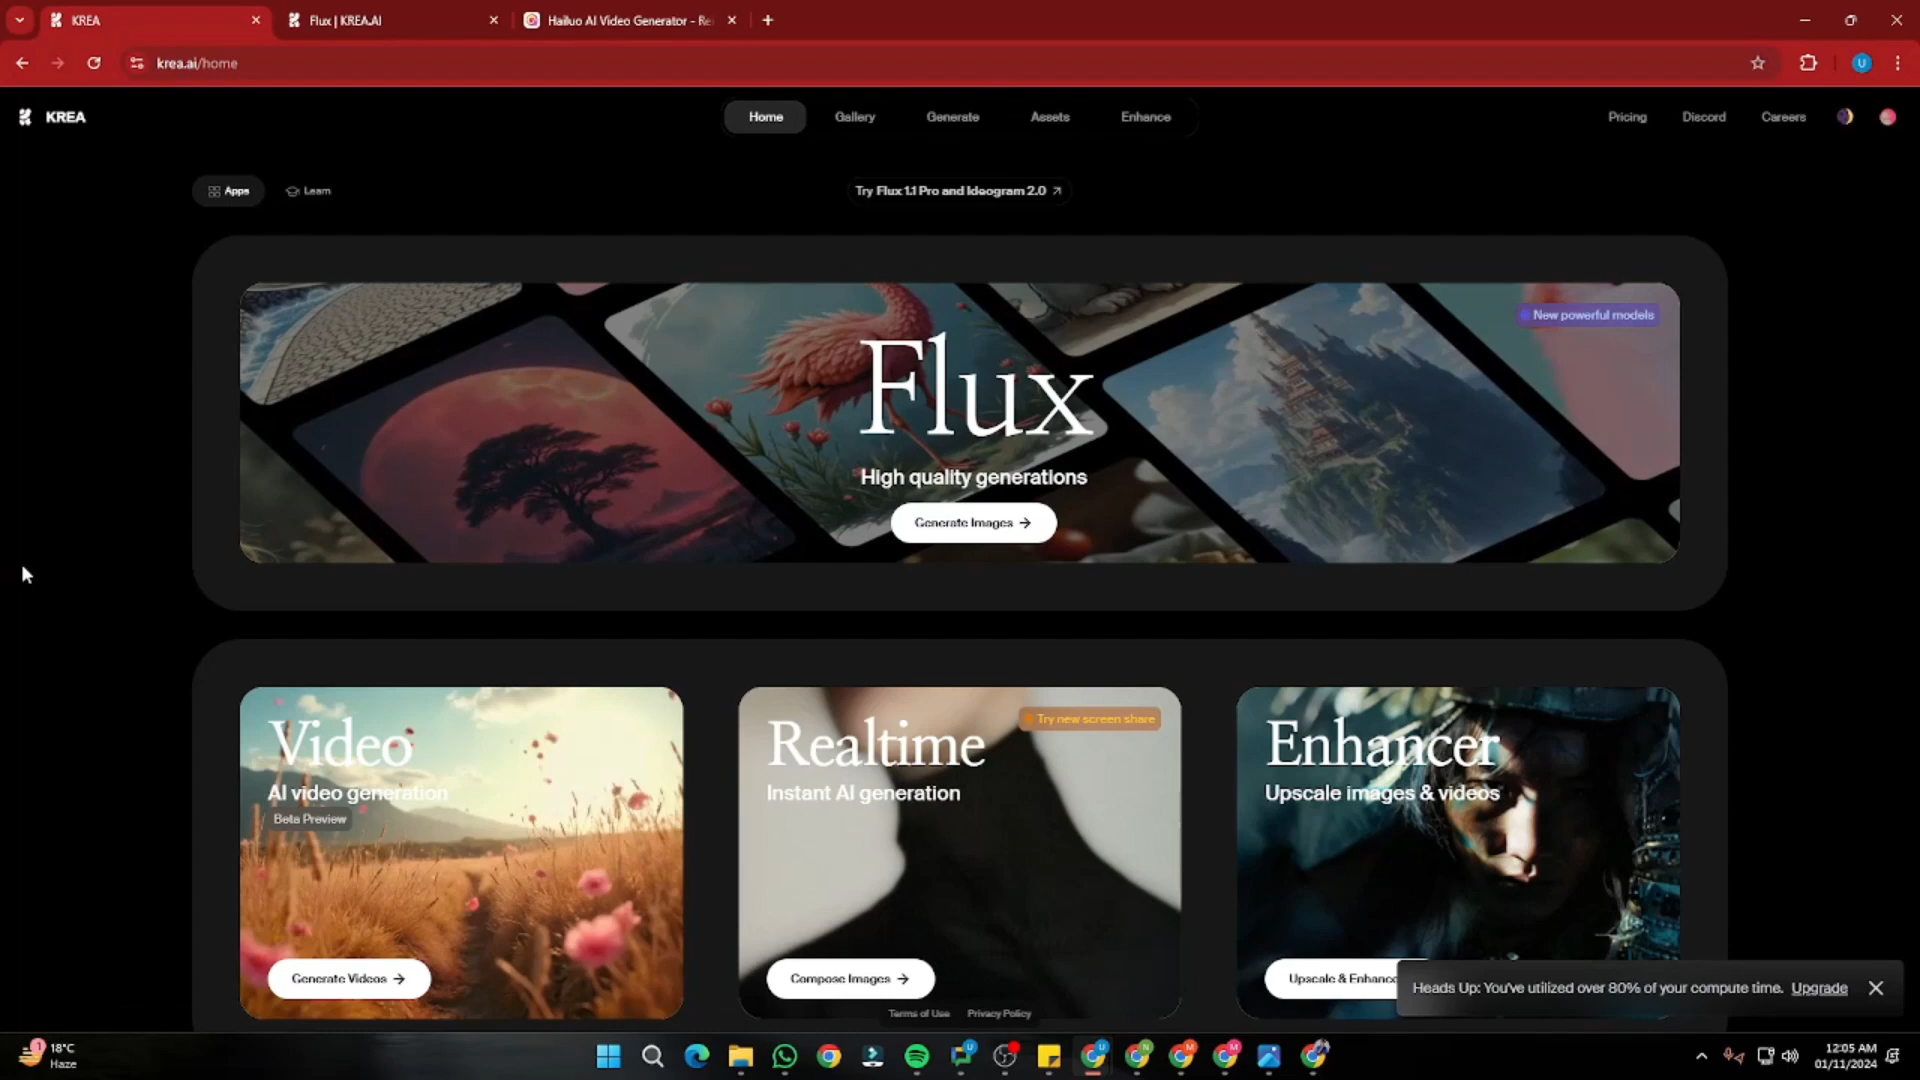 KREA
Flux | KREA.AI
Hailuo AI Video Generator - Re
krea.ai/home
U
KREA
Home
Gallery
Generate
Assets
Enhance
Pricing
Discord
Careers
Apps
Learn
Try Flux 1.1 Pro and Ideogram 2.0
New powerful models
Flux
High quality generations
Generate Images
Video
AI video generation
Beta Preview
Generate Videos
Realtime
Try new screen share
Instant AI generation
Compose Images
Enhancer
Upscale images & videos
Upscale & Enhance
Heads Up: You've utilized over 80% of your compute time. Upgrade
Terms of Use
Privacy Policy
1
18°C
Haze
U
U
N
M
M
12:05 AM
01/11/2024